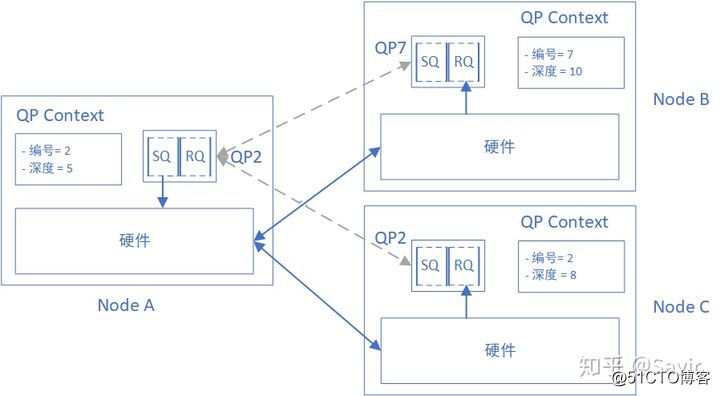 QP Context
- 编号= 7
- 深度 = 10
QP7
SQ
RQ
硬件
Node B
QP Context
- 编号= 2
- 深度 = 5
SQ
RQ
QP2
硬件
Node A
QP Context
- 编号= 2
- 深度 = 8
QP2
SQ
RQ
硬件
Node C
知乎 @Savir
@51CTO博客